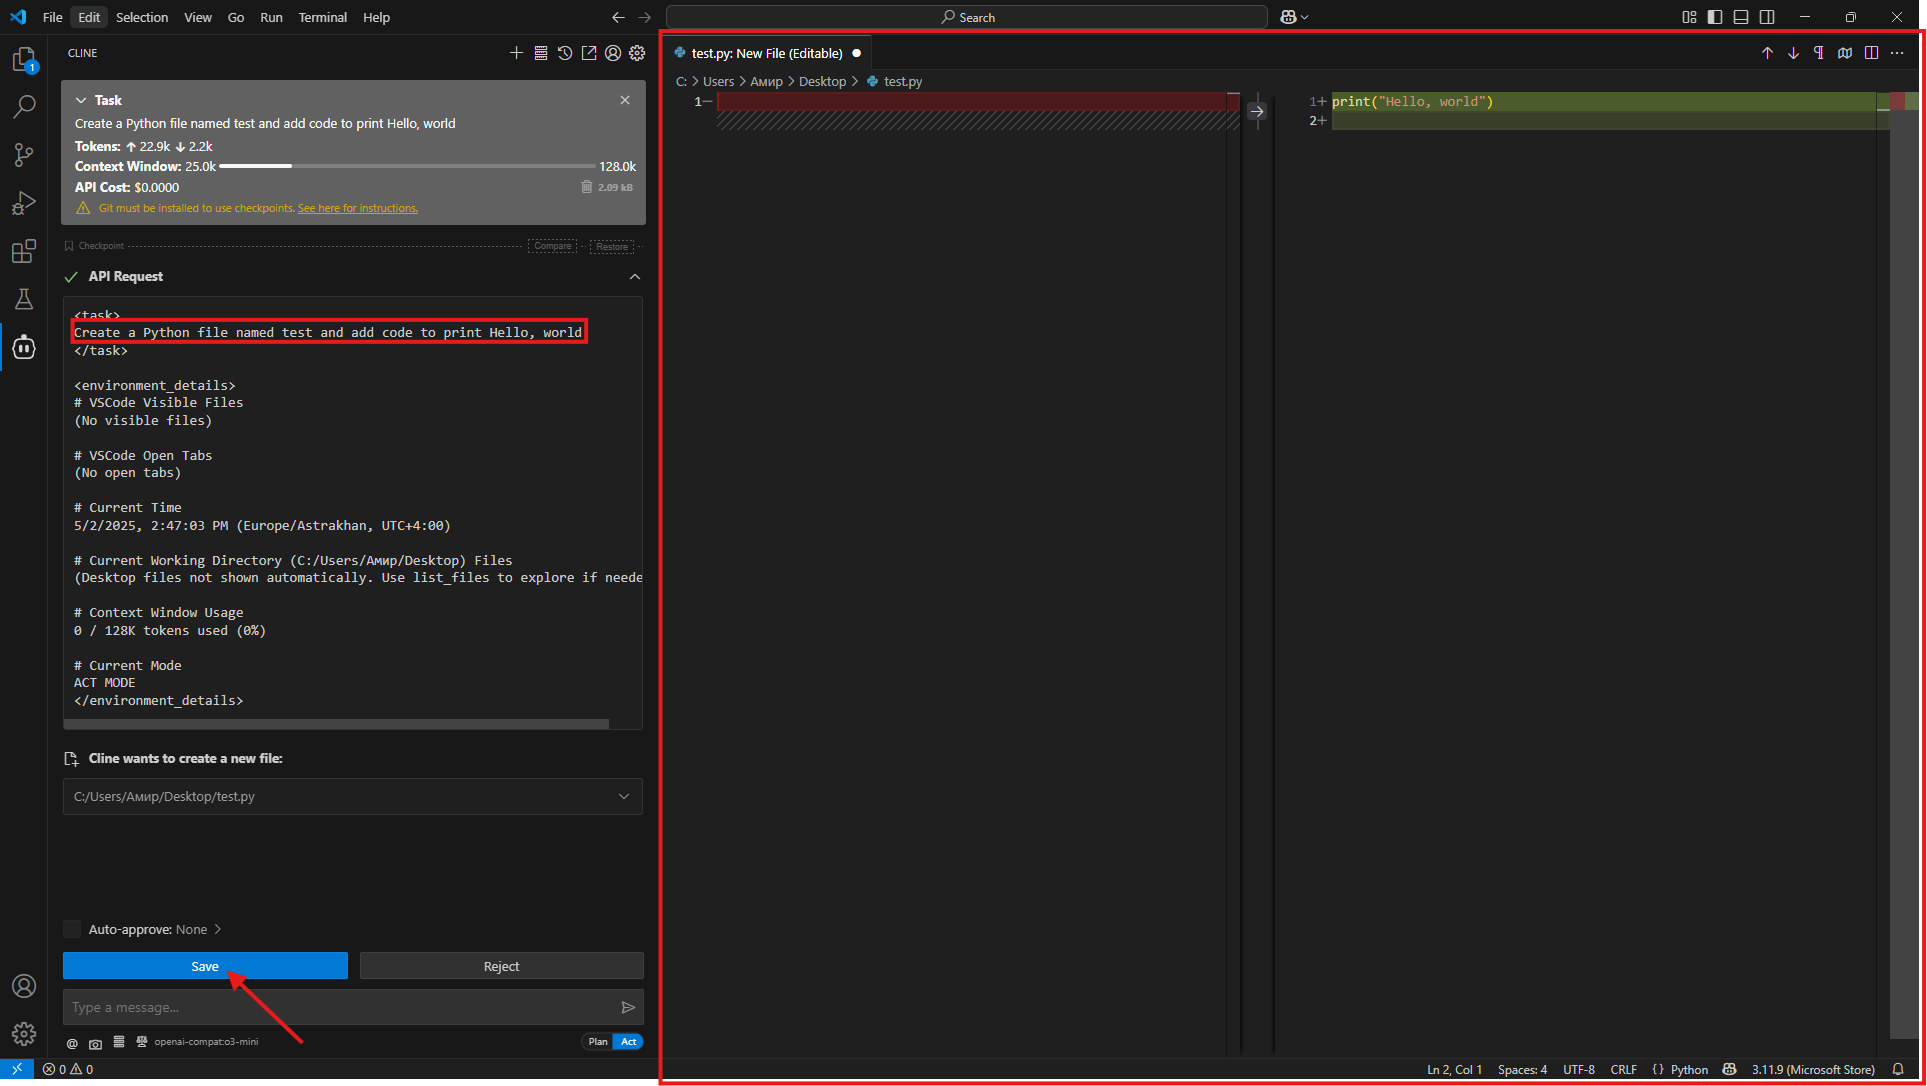 File Edit Selection View Go Run Terminal Help
Search
CLINE
Task
Create a Python file named test and add code to print Hello, world
Tokens: ↑ 22.9k ↓ 2.2k
Context Window: 25.0k 128.0k
API Cost: $0.0000 2.09 kB
Git must be installed to use checkpoints. See here for instructions.
Checkpoint Compare Restore
API Request
<task>
Create a Python file named test and add code to print Hello, world
</task>
<environment_details>
# VSCode Visible Files
(No visible files)
# VSCode Open Tabs
(No open tabs)
# Current Time
5/2/2025, 2:47:03 PM (Europe/Astrakhan, UTC+4:00)
# Current Working Directory (C:/Users/Амир/Desktop) Files
(Desktop files not shown automatically. Use list_files to explore if neede
# Context Window Usage
0 / 128K tokens used (0%)
# Current Mode
ACT MODE
</environment_details>
Cline wants to create a new file:
C:/Users/Амир/Desktop/test.py
Auto-approve: None
Save Reject
Type a message...
@ openai-compat:o3-mini Plan Act
test.py: New File (Editable)
C: > Users > Амир > Desktop > test.py
1−
1+ print("Hello, world")
2+
1
0 0
Ln 2, Col 1 Spaces: 4 UTF-8 CRLF {} Python 3.11.9 (Microsoft Store)